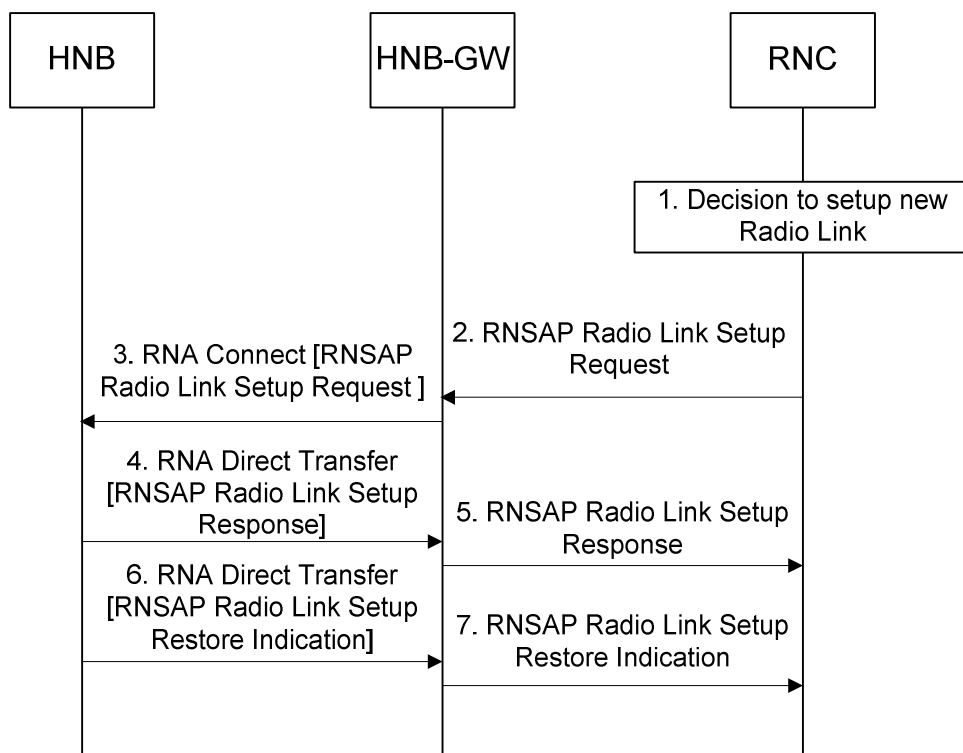 HNB
HNB-GW
RNC
1. Decision to setup new
Radio Link
2. RNSAP Radio Link Setup
Request
3. RNA Connect [RNSAP
Radio Link Setup Request ]
4. RNA Direct Transfer
[RNSAP Radio Link Setup
Response]
5. RNSAP Radio Link Setup
Response
6. RNA Direct Transfer
[RNSAP Radio Link Setup
Restore Indication]
7. RNSAP Radio Link Setup
Restore Indication